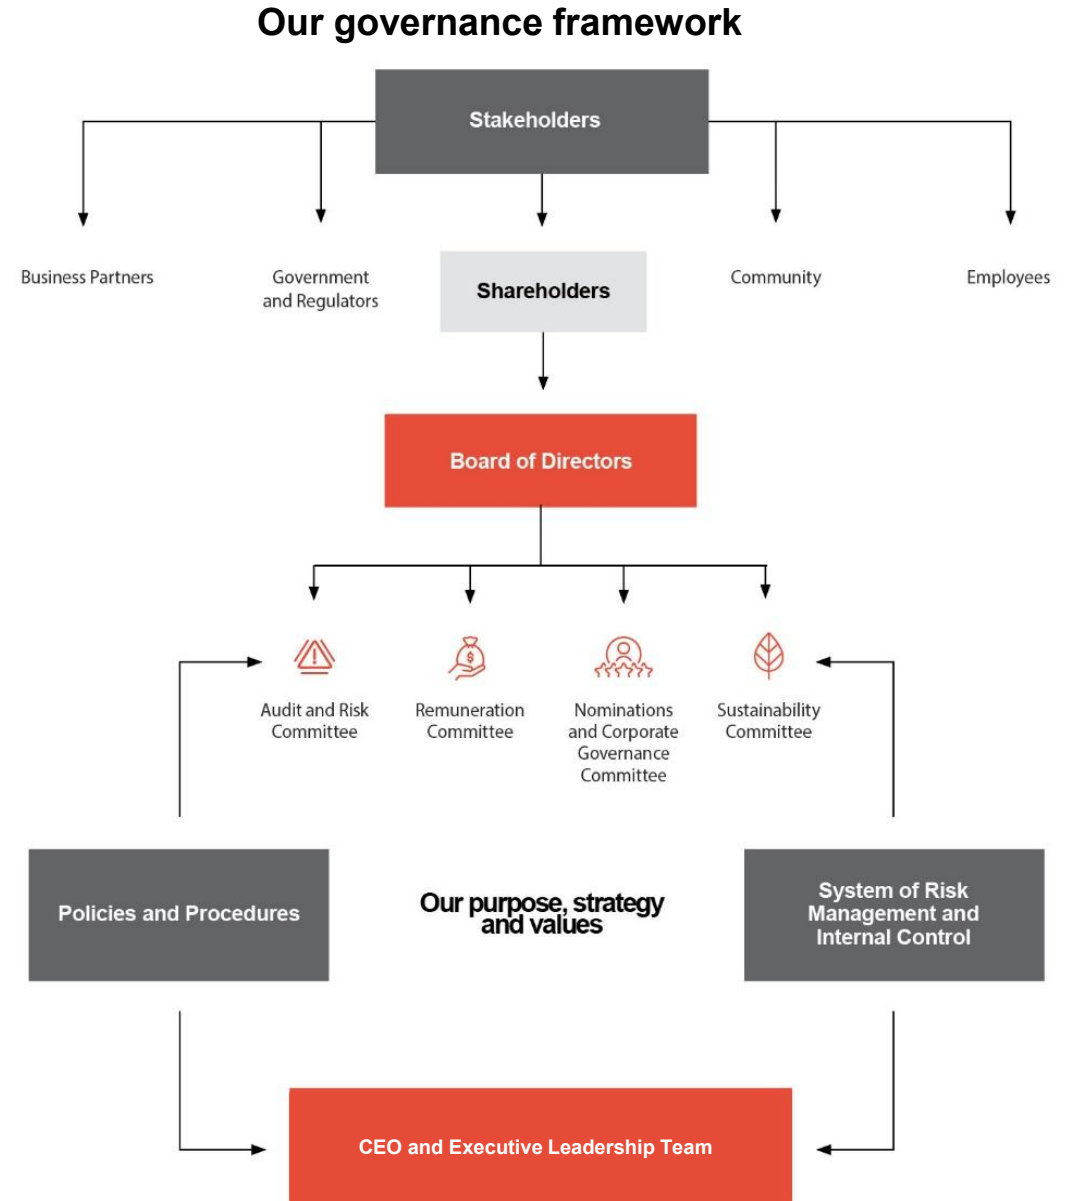 Our governance framework
Stakeholders
Business Partners
Government
and Regulators
Shareholders
Community
Employees
Board of Directors
Audit and Risk
Committee
Remuneration
Committee
Nominations
and Corporate
Governance
Committee
Sustainability
Committee
Policies and Procedures
Our purpose, strategy
and values
System of Risk
Management and
Internal Control
CEO and Executive Leadership Team